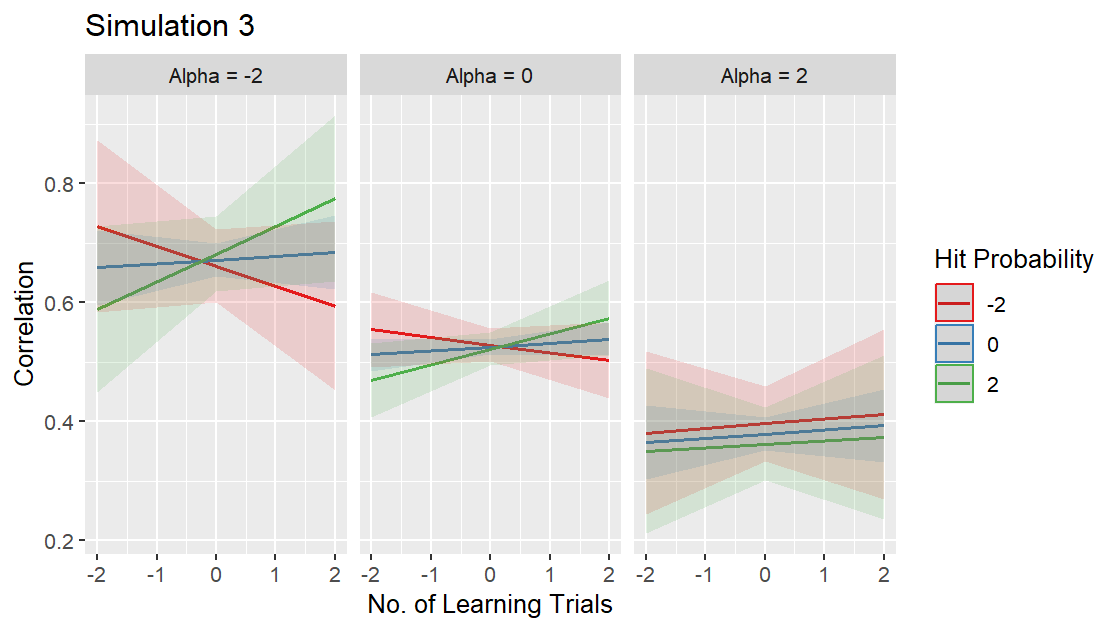 Simulation 3
Alpha = -2
Alpha = 0
Alpha = 2
Correlation
0.8
0.6
0.4
0.2
-2 -1 0 1 2
-2 -1 0 1 2
-2 -1 0 1 2
No. of Learning Trials
Hit Probability
-2
0
2